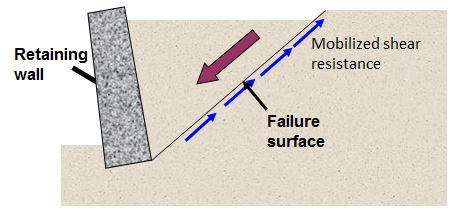 Mobilized shear
resistance
Retaining
wall
Failure
surface